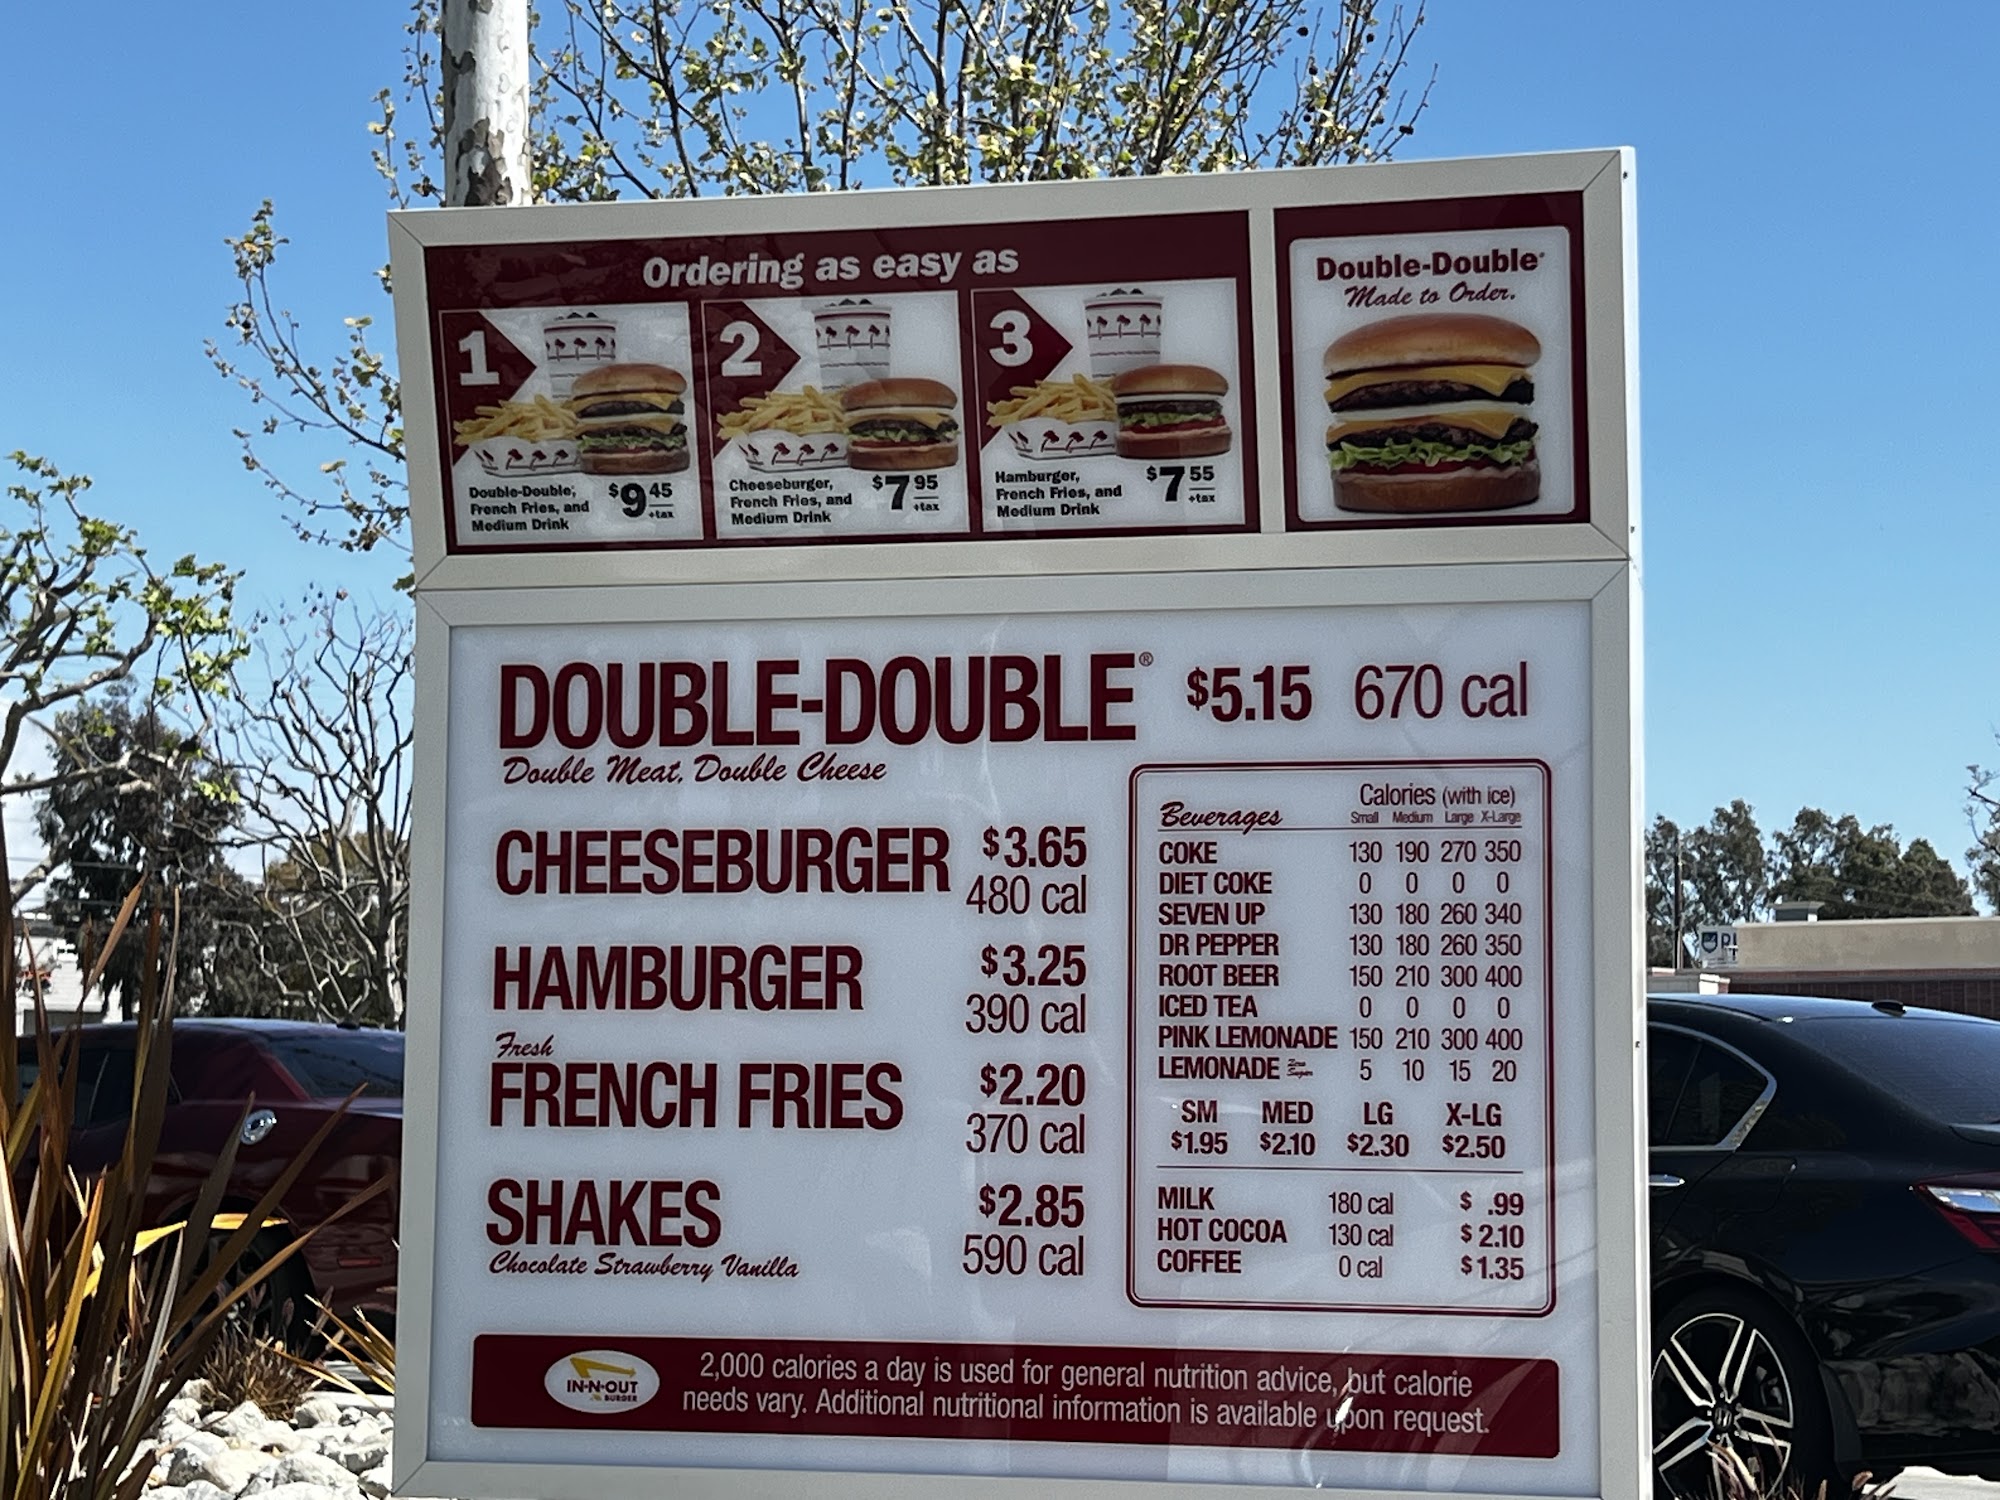 Ordering as easy as
1
Double-Double,
French Fries, and
Medium Drink
$9 45
+tax
2
Cheeseburger,
French Fries, and
Medium Drink
$7 95
+tax
3
Hamburger,
French Fries, and
Medium Drink
$7 55
+tax
Double-Double®
Made to Order.
DOUBLE-DOUBLE® $5.15 670 cal
Double Meat, Double Cheese
CHEESEBURGER $3.65
480 cal
HAMBURGER $3.25
390 cal
Fresh
FRENCH FRIES $2.20
370 cal
SHAKES $2.85
590 cal
Chocolate Strawberry Vanilla
Calories (with ice)
Beverages Small Medium Large X-Large
COKE 130 190 270 350
DIET COKE 0 0 0 0
SEVEN UP 130 180 260 340
DR PEPPER 130 180 260 350
ROOT BEER 150 210 300 400
ICED TEA 0 0 0 0
PINK LEMONADE 150 210 300 400
LEMONADE Zero Sugar 5 10 15 20
SM MED LG X-LG
$1.95 $2.10 $2.30 $2.50
MILK 180 cal $ .99
HOT COCOA 130 cal $ 2.10
COFFEE 0 cal $ 1.35
IN-N-OUT
BURGER
2,000 calories a day is used for general nutrition advice, but calorie
needs vary. Additional nutritional information is available upon request.